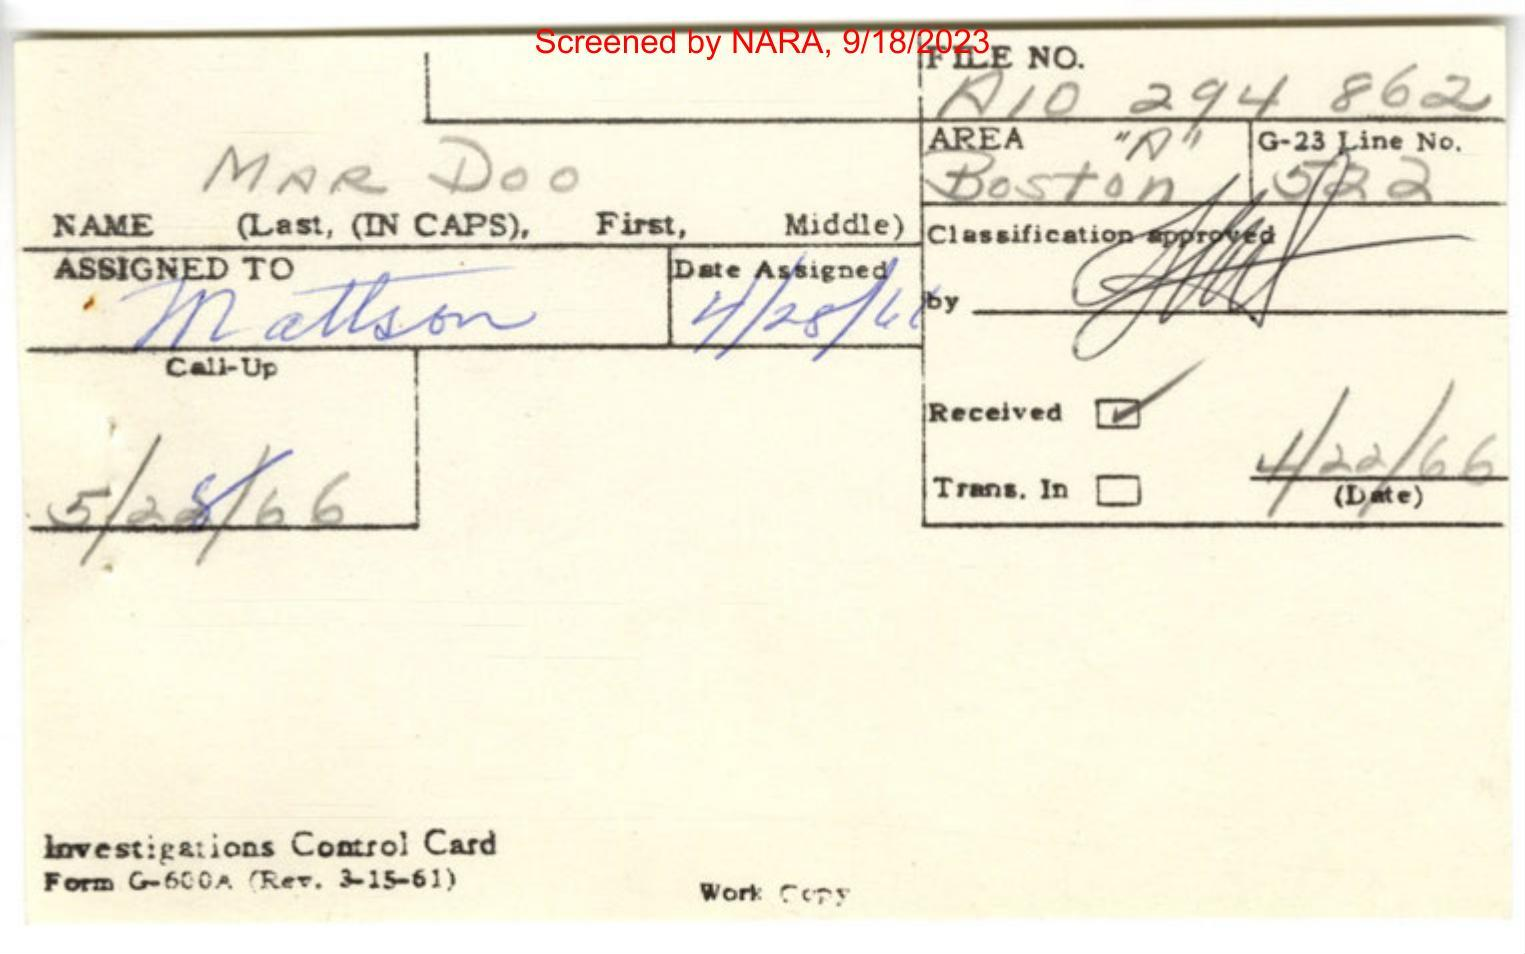 Screened by NARA, 9/18/2023
FILE NO.
A10 294 862
AREA "A"
Boston
G-23 Line No.
522
MAR DOO
NAME (Last, (IN CAPS), First, Middle)
Classification approved
by
ASSIGNED TO
Mattson
Date Assigned
4/28/66
Call-Up
5/28/66
Received
Trans. In
4/22/66
(Date)
Investigations Control Card
Form G-600A (Rev. 3-15-61)
Work Copy